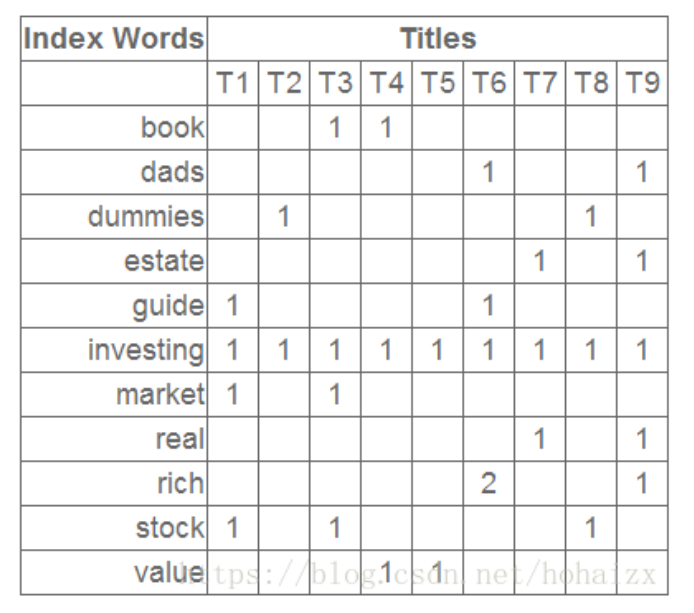 Index Words Titles
T1 T2 T3 T4 T5 T6 T7 T8 T9
book 1 1
dads 1 1
dummies 1 1
estate 1 1
guide 1 1
investing 1 1 1 1 1 1 1 1 1
market 1 1
real 1 1
rich 2 1
stock 1 1 1
value 1 1
https://blog.csdn.net/hohaizx